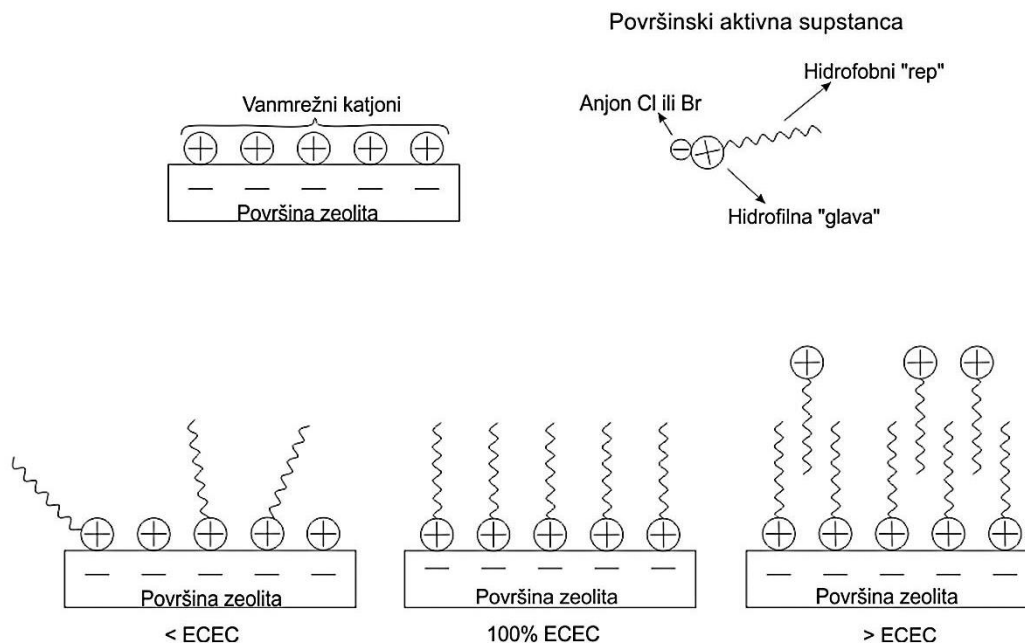 Površinski aktivna supstanca
Vanmrežni katjoni
Anjon Cl ili Br
Hidrofobni "rep"
Hidrofilna "glava"
Površina zeolita
Površina zeolita
< ECEC
Površina zeolita
100% ECEC
Površina zeolita
> ECEC